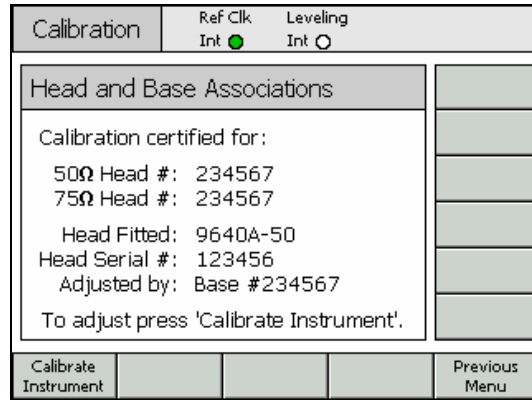 Calibration
Ref Clk Leveling
Int Int
Head and Base Associations
Calibration certified for:
50Ω Head #: 234567
75Ω Head #: 234567
Head Fitted: 9640A-50
Head Serial #: 123456
Adjusted by: Base #234567
To adjust press 'Calibrate Instrument'.
Calibrate
Instrument
Previous
Menu